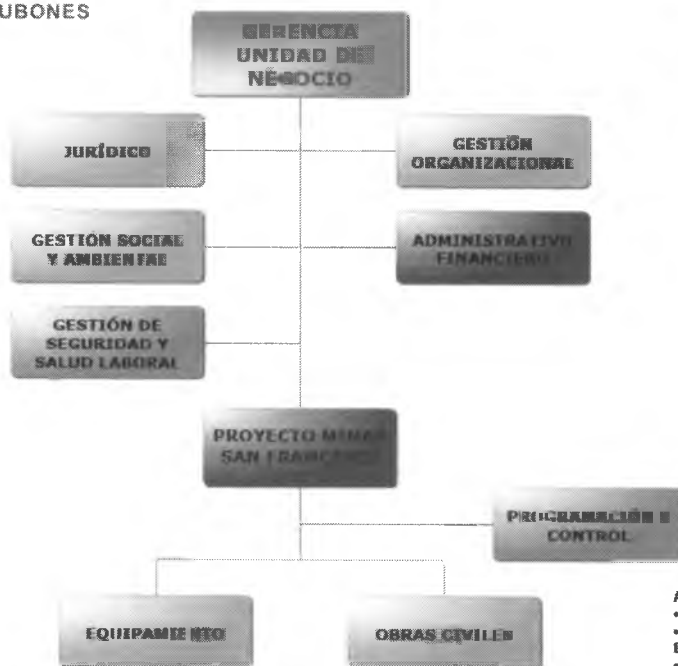 UBONES
GERENCIA
UNIDAD DE
NEGOCIO
JURÍDICO
GESTIÓN
ORGANIZACIONAL
GESTIÓN SOCIAL
Y AMBIENTAL
ADMINISTRATIVO
FINANCIERO
GESTIÓN DE
SEGURIDAD Y
SALUD LABORAL
PROYECTO MINAS
SAN FRANCISCO
PROGRAMACIÓN Y
CONTROL
EQUIPAMIENTO
OBRAS CIVILES